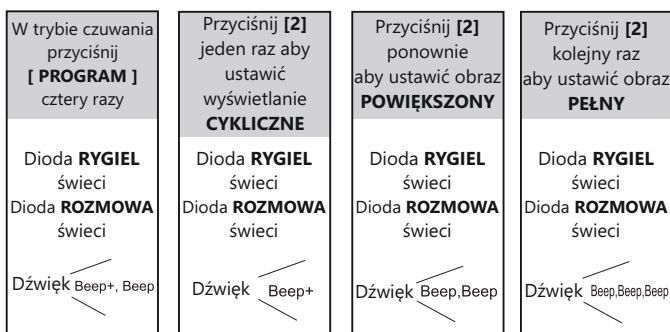 W trybie czuwania
przyciśnij
[ PROGRAM ]
cztery razy
Dioda RYGIEL
świeci
Dioda ROZMOWA
świeci
Dźwięk Beep+, Beep
Przyciśnij [2]
jeden raz aby
ustawić
wyświetlanie
CYKLICZNE
Dioda RYGIEL
świeci
Dioda ROZMOWA
świeci
Dźwięk Beep+
Przyciśnij [2]
ponownie
aby ustawić obraz
POWIĘKSZONY
Dioda RYGIEL
świeci
Dioda ROZMOWA
świeci
Dźwięk Beep,Beep
Przyciśnij [2]
kolejny raz
aby ustawić obraz
PEŁNY
Dioda RYGIEL
świeci
Dioda ROZMOWA
świeci
Dźwięk Beep,Beep,Beep